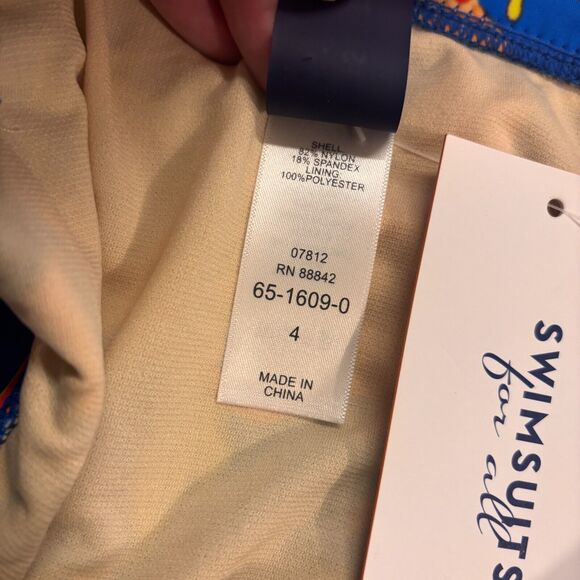 SHELL
82% NYLON
18% SPANDEX
LINING:
100%POLYESTER
07812
RN 88842
65-1609-0
4
MADE IN
CHINA
SWIMSUITS
for all